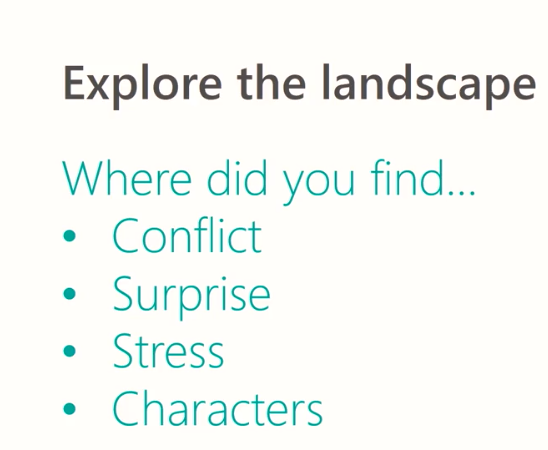 Explore the landscape
Where did you find...
• Conflict
• Surprise
• Stress
• Characters